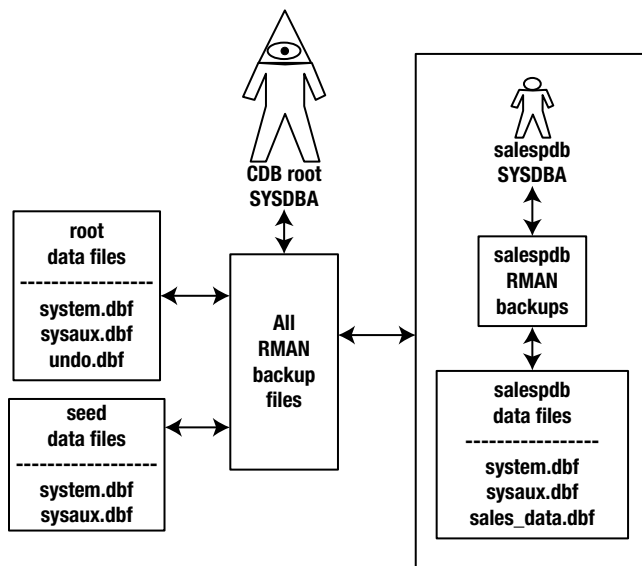 CDB root
SYSDBA
root
data files
--------------------
system.dbf
sysaux.dbf
undo.dbf
seed
data files
--------------------
system.dbf
sysaux.dbf
All
RMAN
backup
files
salespdb
SYSDBA
salespdb
RMAN
backups
salespdb
data files
-------------------
system.dbf
sysaux.dbf
sales_data.dbf